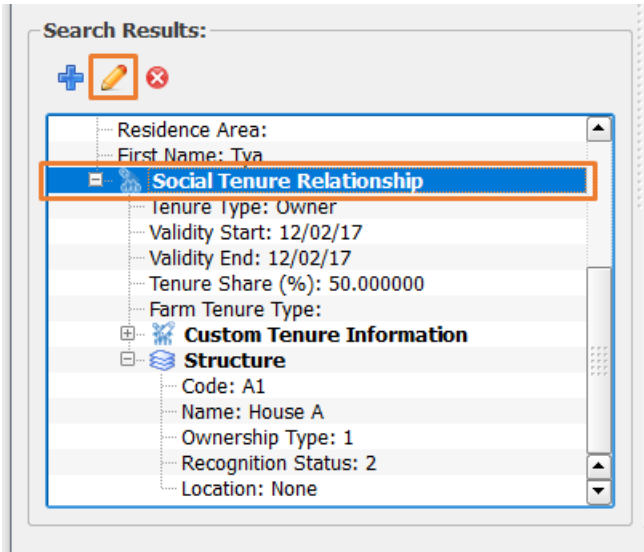 Search Results:
Residence Area:
First Name: Tya
Social Tenure Relationship
Tenure Type: Owner
Validity Start: 12/02/17
Validity End: 12/02/17
Tenure Share (%): 50.000000
Farm Tenure Type:
Custom Tenure Information
Structure
Code: A1
Name: House A
Ownership Type: 1
Recognition Status: 2
Location: None